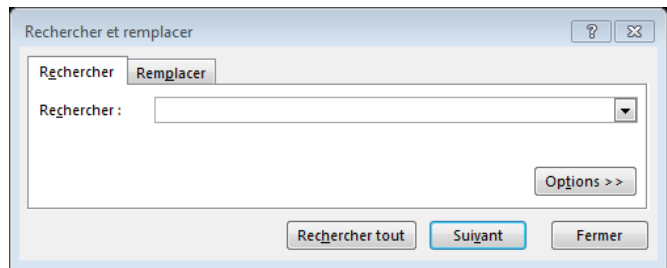 Rechercher et remplacer
Rechercher Remplacer
Rechercher :
Options >>
Rechercher tout Suivant Fermer